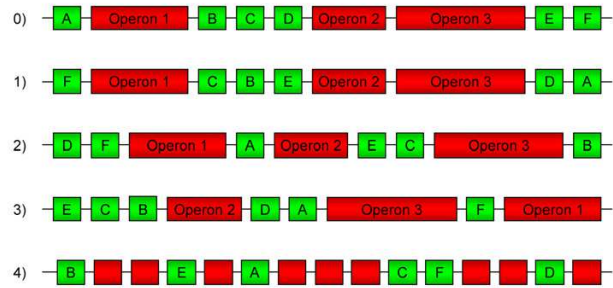 0) A Operon 1 B C D Operon 2 Operon 3 E F
1) F Operon 1 C B E Operon 2 Operon 3 D A
2) D F Operon 1 A Operon 2 E C Operon 3 B
3) E C B Operon 2 D A Operon 3 F Operon 1
4) B E A C F D